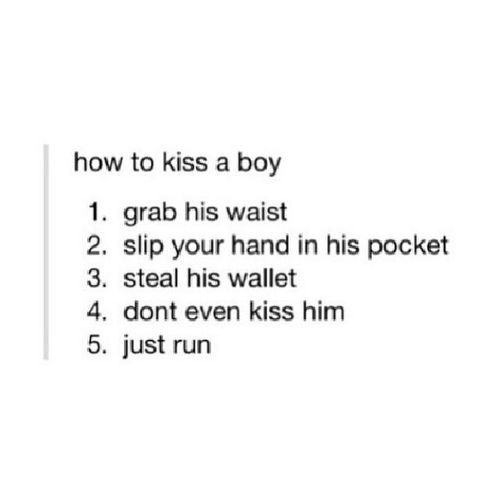 how to kiss a boy
1. grab his waist
2. slip your hand in his pocket
3. steal his wallet
4. dont even kiss him
5. just run